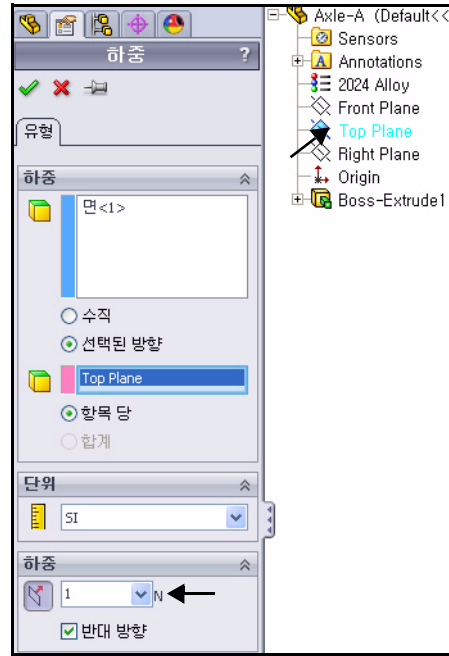 하중 ?
유형
하중
면<1>
수직
선택된 방향
Top Plane
항목 당
합계
단위
SI
하중
1 N
반대 방향
Axle-A (Default<<
Sensors
Annotations
2024 Alloy
Front Plane
Top Plane
Right Plane
Origin
Boss-Extrude1